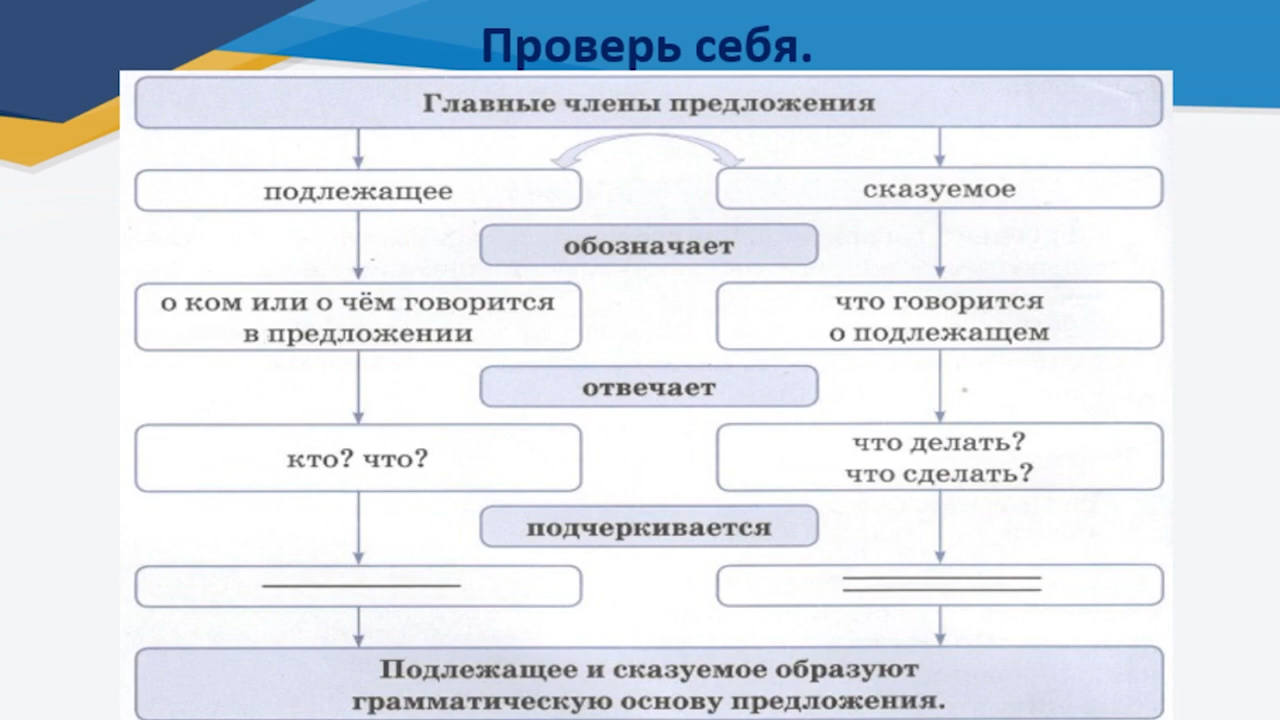 Проверь себя.
Главные члены предложения
подлежащее
сказуемое
обозначает
о ком или о чём говорится
в предложении
что говорится
о подлежащем
отвечает
кто? что?
что делать?
что сделать?
подчеркивается
Подлежащее и сказуемое образуют
грамматическую основу предложения.